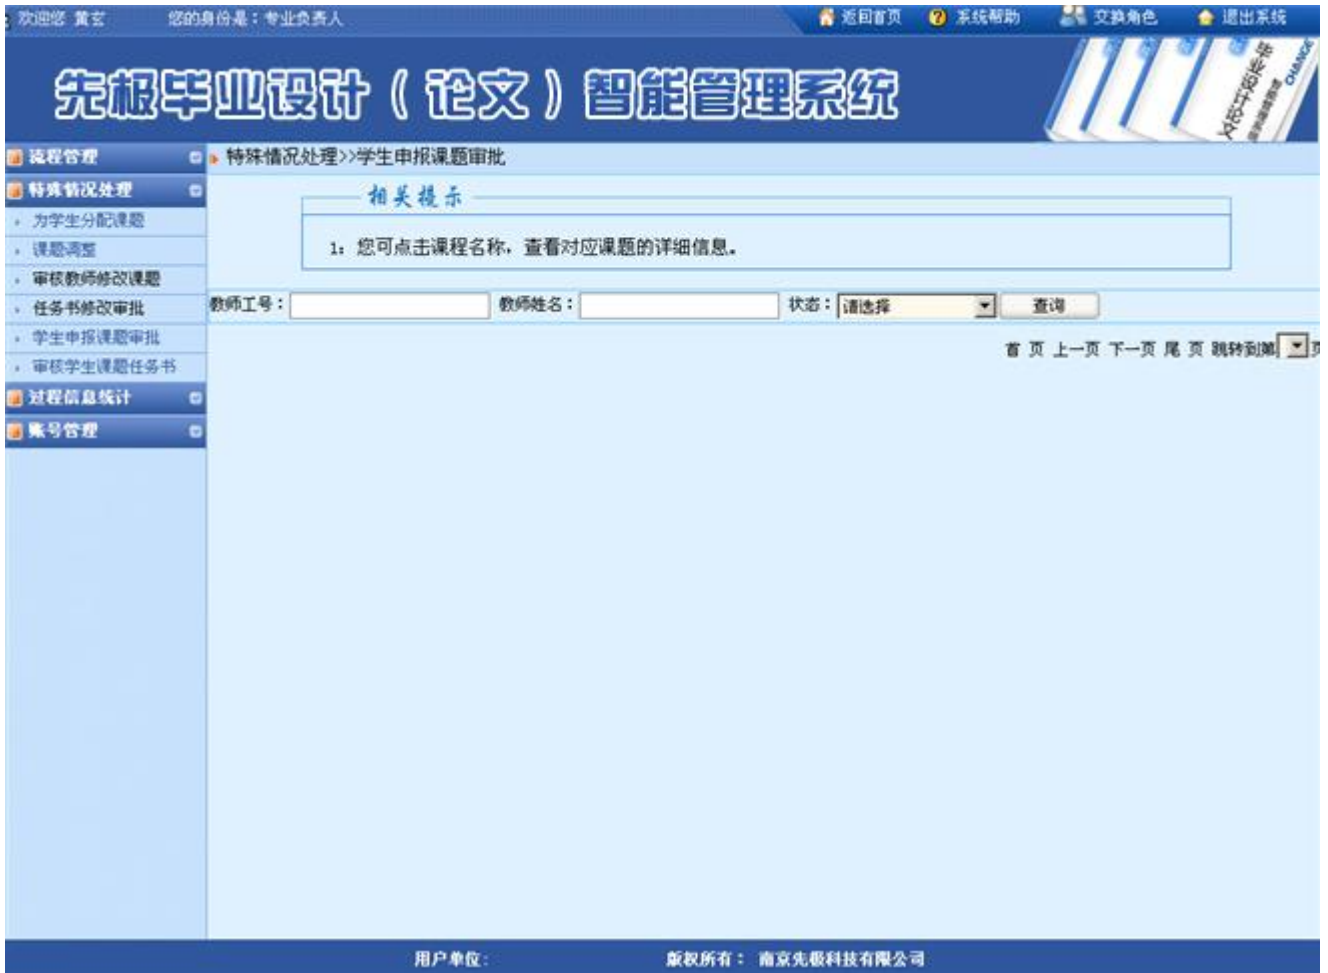 欢迎您 黄玄 您的身份是：专业负责人 返回首页 系统帮助 交换角色 退出系统
先极毕业设计（论文）智能管理系统
毕业设计论文
CHANGE
流程管理
特殊情况处理>>学生申报课题审批
特殊情况处理
相关提示
为学生分配课题
课题调整
1：您可点击课程名称，查看对应课题的详细信息。
审核教师修改课题
任务书修改审批
教师工号： 教师姓名： 状态： 请选择 查询
学生申报课题审批
首 页 上一页 下一页 尾 页 跳转到第 页
审核学生课题任务书
过程信息统计
账号管理
用户单位: 版权所有： 南京先极科技有限公司